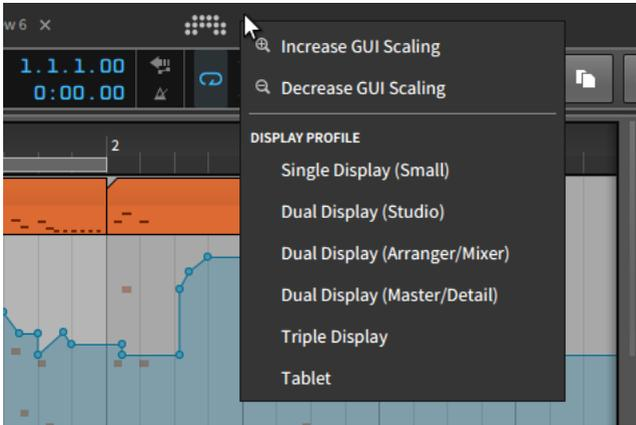 w 6
1.1.1.00
0:00.00
2
Increase GUI Scaling
Decrease GUI Scaling
DISPLAY PROFILE
Single Display (Small)
Dual Display (Studio)
Dual Display (Arranger/Mixer)
Dual Display (Master/Detail)
Triple Display
Tablet